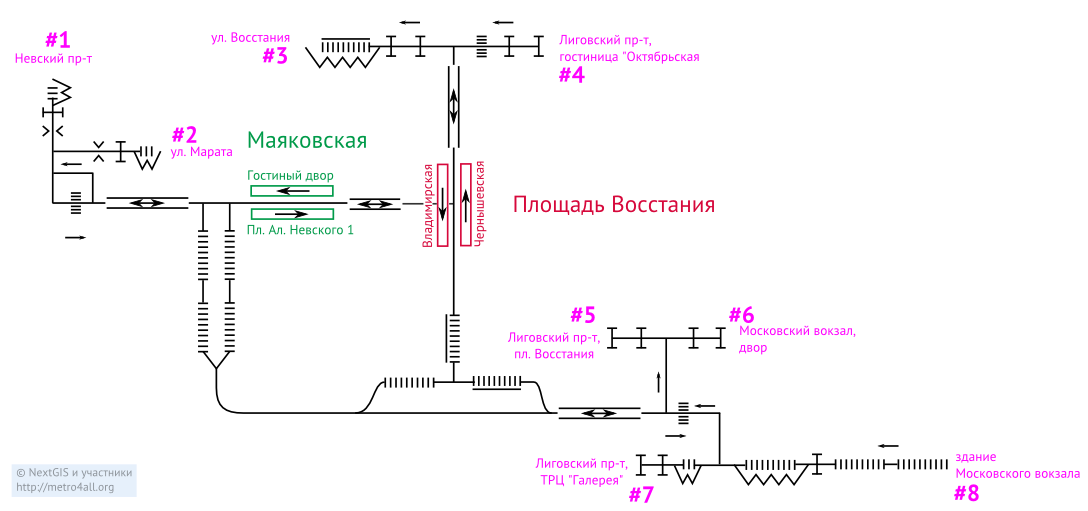 #1
Невский пр-т
#2
ул. Марата
ул. Восстания
#3
Лиговский пр-т,
гостиница "Октябрьская
#4
Маяковская
Гостиный двор
Пл. Ал. Невского 1
Владимирская
Чернышевская
Площадь Восстания
#5
Лиговский пр-т,
пл. Восстания
#6
Московский вокзал,
двор
Лиговский пр-т,
ТРЦ "Галерея"
#7
здание
Московского вокзала
#8
© NextGIS и участники
http://metro4all.org